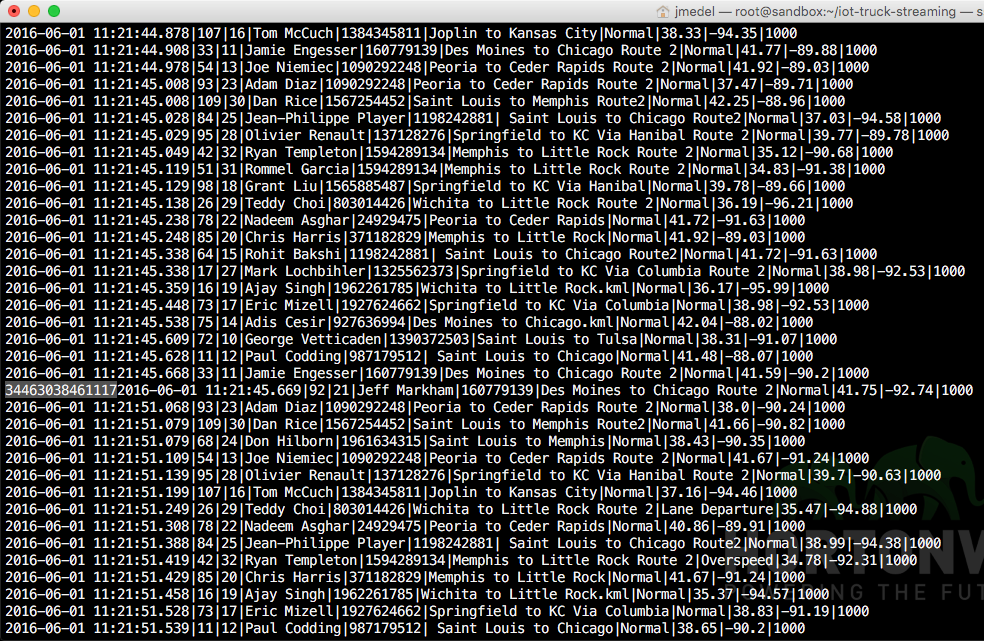 jmedel — root@sandbox:~/iot-truck-streaming — s
2016-06-01 11:21:44.878|107|16|Tom McCuch|1384345811|Joplin to Kansas City|Normal|38.33|-94.35|1000
2016-06-01 11:21:44.908|33|11|Jamie Engesser|160779139|Des Moines to Chicago Route 2|Normal|41.77|-89.88|1000
2016-06-01 11:21:44.978|54|13|Joe Niemiec|1090292248|Peoria to Ceder Rapids Route 2|Normal|41.92|-89.03|1000
2016-06-01 11:21:45.008|93|23|Adam Diaz|1090292248|Peoria to Ceder Rapids Route 2|Normal|37.47|-89.71|1000
2016-06-01 11:21:45.008|109|30|Dan Rice|1567254452|Saint Louis to Memphis Route2|Normal|42.25|-88.96|1000
2016-06-01 11:21:45.028|84|25|Jean-Philippe Player|1198242881| Saint Louis to Chicago Route2|Normal|37.03|-94.58|1000
2016-06-01 11:21:45.029|95|28|Olivier Renault|137128276|Springfield to KC Via Hanibal Route 2|Normal|39.77|-89.78|1000
2016-06-01 11:21:45.049|42|32|Ryan Templeton|1594289134|Memphis to Little Rock Route 2|Normal|35.12|-90.68|1000
2016-06-01 11:21:45.119|51|31|Rommel Garcia|1594289134|Memphis to Little Rock Route 2|Normal|34.83|-91.38|1000
2016-06-01 11:21:45.129|98|18|Grant Liu|1565885487|Springfield to KC Via Hanibal|Normal|39.78|-89.66|1000
2016-06-01 11:21:45.138|26|29|Teddy Choi|803014426|Wichita to Little Rock Route 2|Normal|36.19|-96.21|1000
2016-06-01 11:21:45.238|78|22|Nadeem Asghar|24929475|Peoria to Ceder Rapids|Normal|41.72|-91.63|1000
2016-06-01 11:21:45.248|85|20|Chris Harris|371182829|Memphis to Little Rock|Normal|41.92|-89.03|1000
2016-06-01 11:21:45.338|64|15|Rohit Bakshi|1198242881| Saint Louis to Chicago Route2|Normal|41.72|-91.63|1000
2016-06-01 11:21:45.338|17|27|Mark Lochbihler|1325562373|Springfield to KC Via Columbia Route 2|Normal|38.98|-92.53|1000
2016-06-01 11:21:45.359|16|19|Ajay Singh|1962261785|Wichita to Little Rock.kml|Normal|36.17|-95.99|1000
2016-06-01 11:21:45.448|73|17|Eric Mizell|1927624662|Springfield to KC Via Columbia|Normal|38.98|-92.53|1000
2016-06-01 11:21:45.538|75|14|Adis Cesir|927636994|Des Moines to Chicago.kml|Normal|42.04|-88.02|1000
2016-06-01 11:21:45.609|72|10|George Vetticaden|1390372503|Saint Louis to Tulsa|Normal|38.31|-91.07|1000
2016-06-01 11:21:45.628|11|12|Paul Codding|987179512| Saint Louis to Chicago|Normal|41.48|-88.07|1000
2016-06-01 11:21:45.668|33|11|Jamie Engesser|160779139|Des Moines to Chicago Route 2|Normal|41.59|-90.2|1000
344630384611172016-06-01 11:21:45.669|92|21|Jeff Markham|160779139|Des Moines to Chicago Route 2|Normal|41.75|-92.74|1000
2016-06-01 11:21:51.068|93|23|Adam Diaz|1090292248|Peoria to Ceder Rapids Route 2|Normal|38.0|-90.24|1000
2016-06-01 11:21:51.079|109|30|Dan Rice|1567254452|Saint Louis to Memphis Route2|Normal|41.66|-90.82|1000
2016-06-01 11:21:51.079|68|24|Don Hilborn|1961634315|Saint Louis to Memphis|Normal|38.43|-90.35|1000
2016-06-01 11:21:51.109|54|13|Joe Niemiec|1090292248|Peoria to Ceder Rapids Route 2|Normal|41.67|-91.24|1000
2016-06-01 11:21:51.139|95|28|Olivier Renault|137128276|Springfield to KC Via Hanibal Route 2|Normal|39.7|-90.63|1000
2016-06-01 11:21:51.199|107|16|Tom McCuch|1384345811|Joplin to Kansas City|Normal|37.16|-94.46|1000
2016-06-01 11:21:51.249|26|29|Teddy Choi|803014426|Wichita to Little Rock Route 2|Lane Departure|35.47|-94.88|1000
2016-06-01 11:21:51.308|78|22|Nadeem Asghar|24929475|Peoria to Ceder Rapids|Normal|40.86|-89.91|1000
2016-06-01 11:21:51.388|84|25|Jean-Philippe Player|1198242881| Saint Louis to Chicago Route2|Normal|38.99|-94.38|1000
2016-06-01 11:21:51.419|42|32|Ryan Templeton|1594289134|Memphis to Little Rock Route 2|Overspeed|34.78|-92.31|1000
2016-06-01 11:21:51.429|85|20|Chris Harris|371182829|Memphis to Little Rock|Normal|41.67|-91.24|1000
2016-06-01 11:21:51.458|16|19|Ajay Singh|1962261785|Wichita to Little Rock.kml|Normal|35.37|-94.57|1000
2016-06-01 11:21:51.528|73|17|Eric Mizell|1927624662|Springfield to KC Via Columbia|Normal|38.83|-91.19|1000
2016-06-01 11:21:51.539|11|12|Paul Codding|987179512| Saint Louis to Chicago|Normal|38.65|-90.2|1000